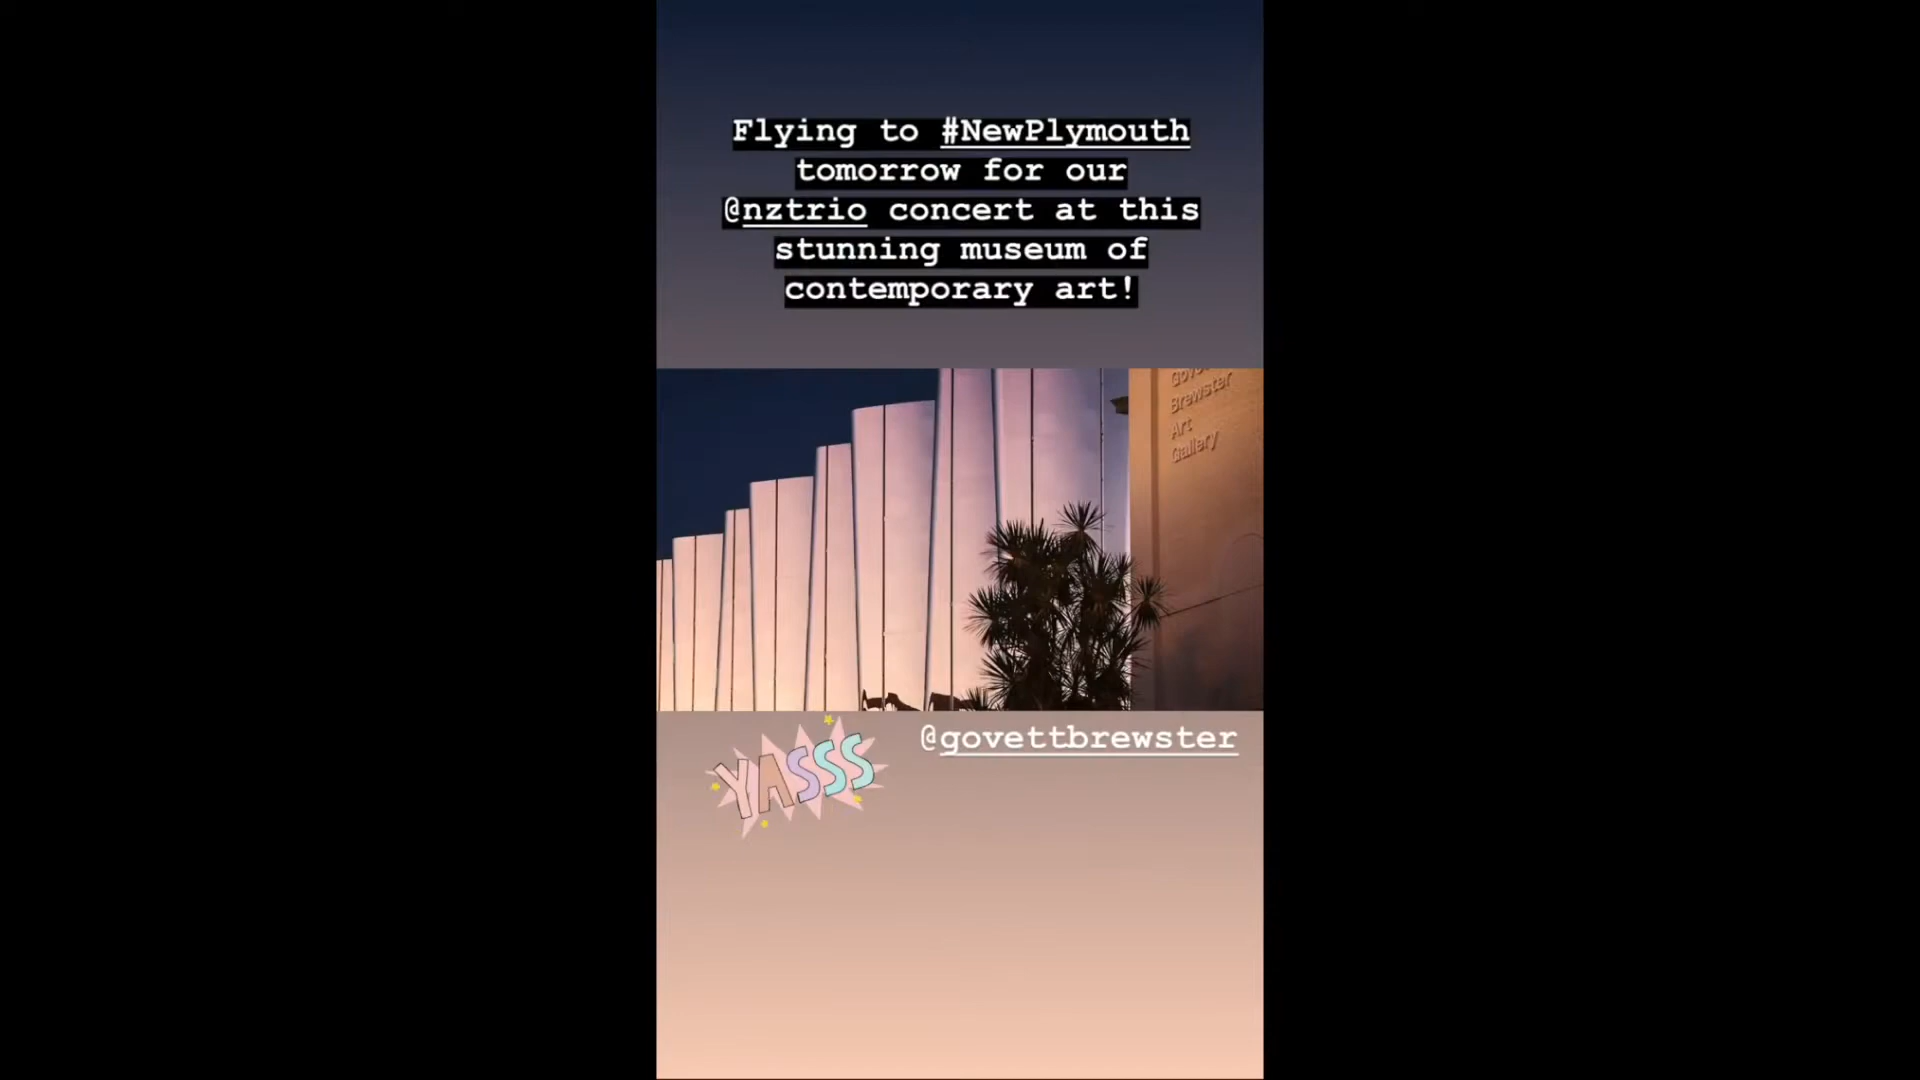 Flying to #NewPlymouth
tomorrow for our
@nztrio concert at this
stunning museum of
contemporary art!
Brewster
Art
Gallery
@govettbrewster
YASSS